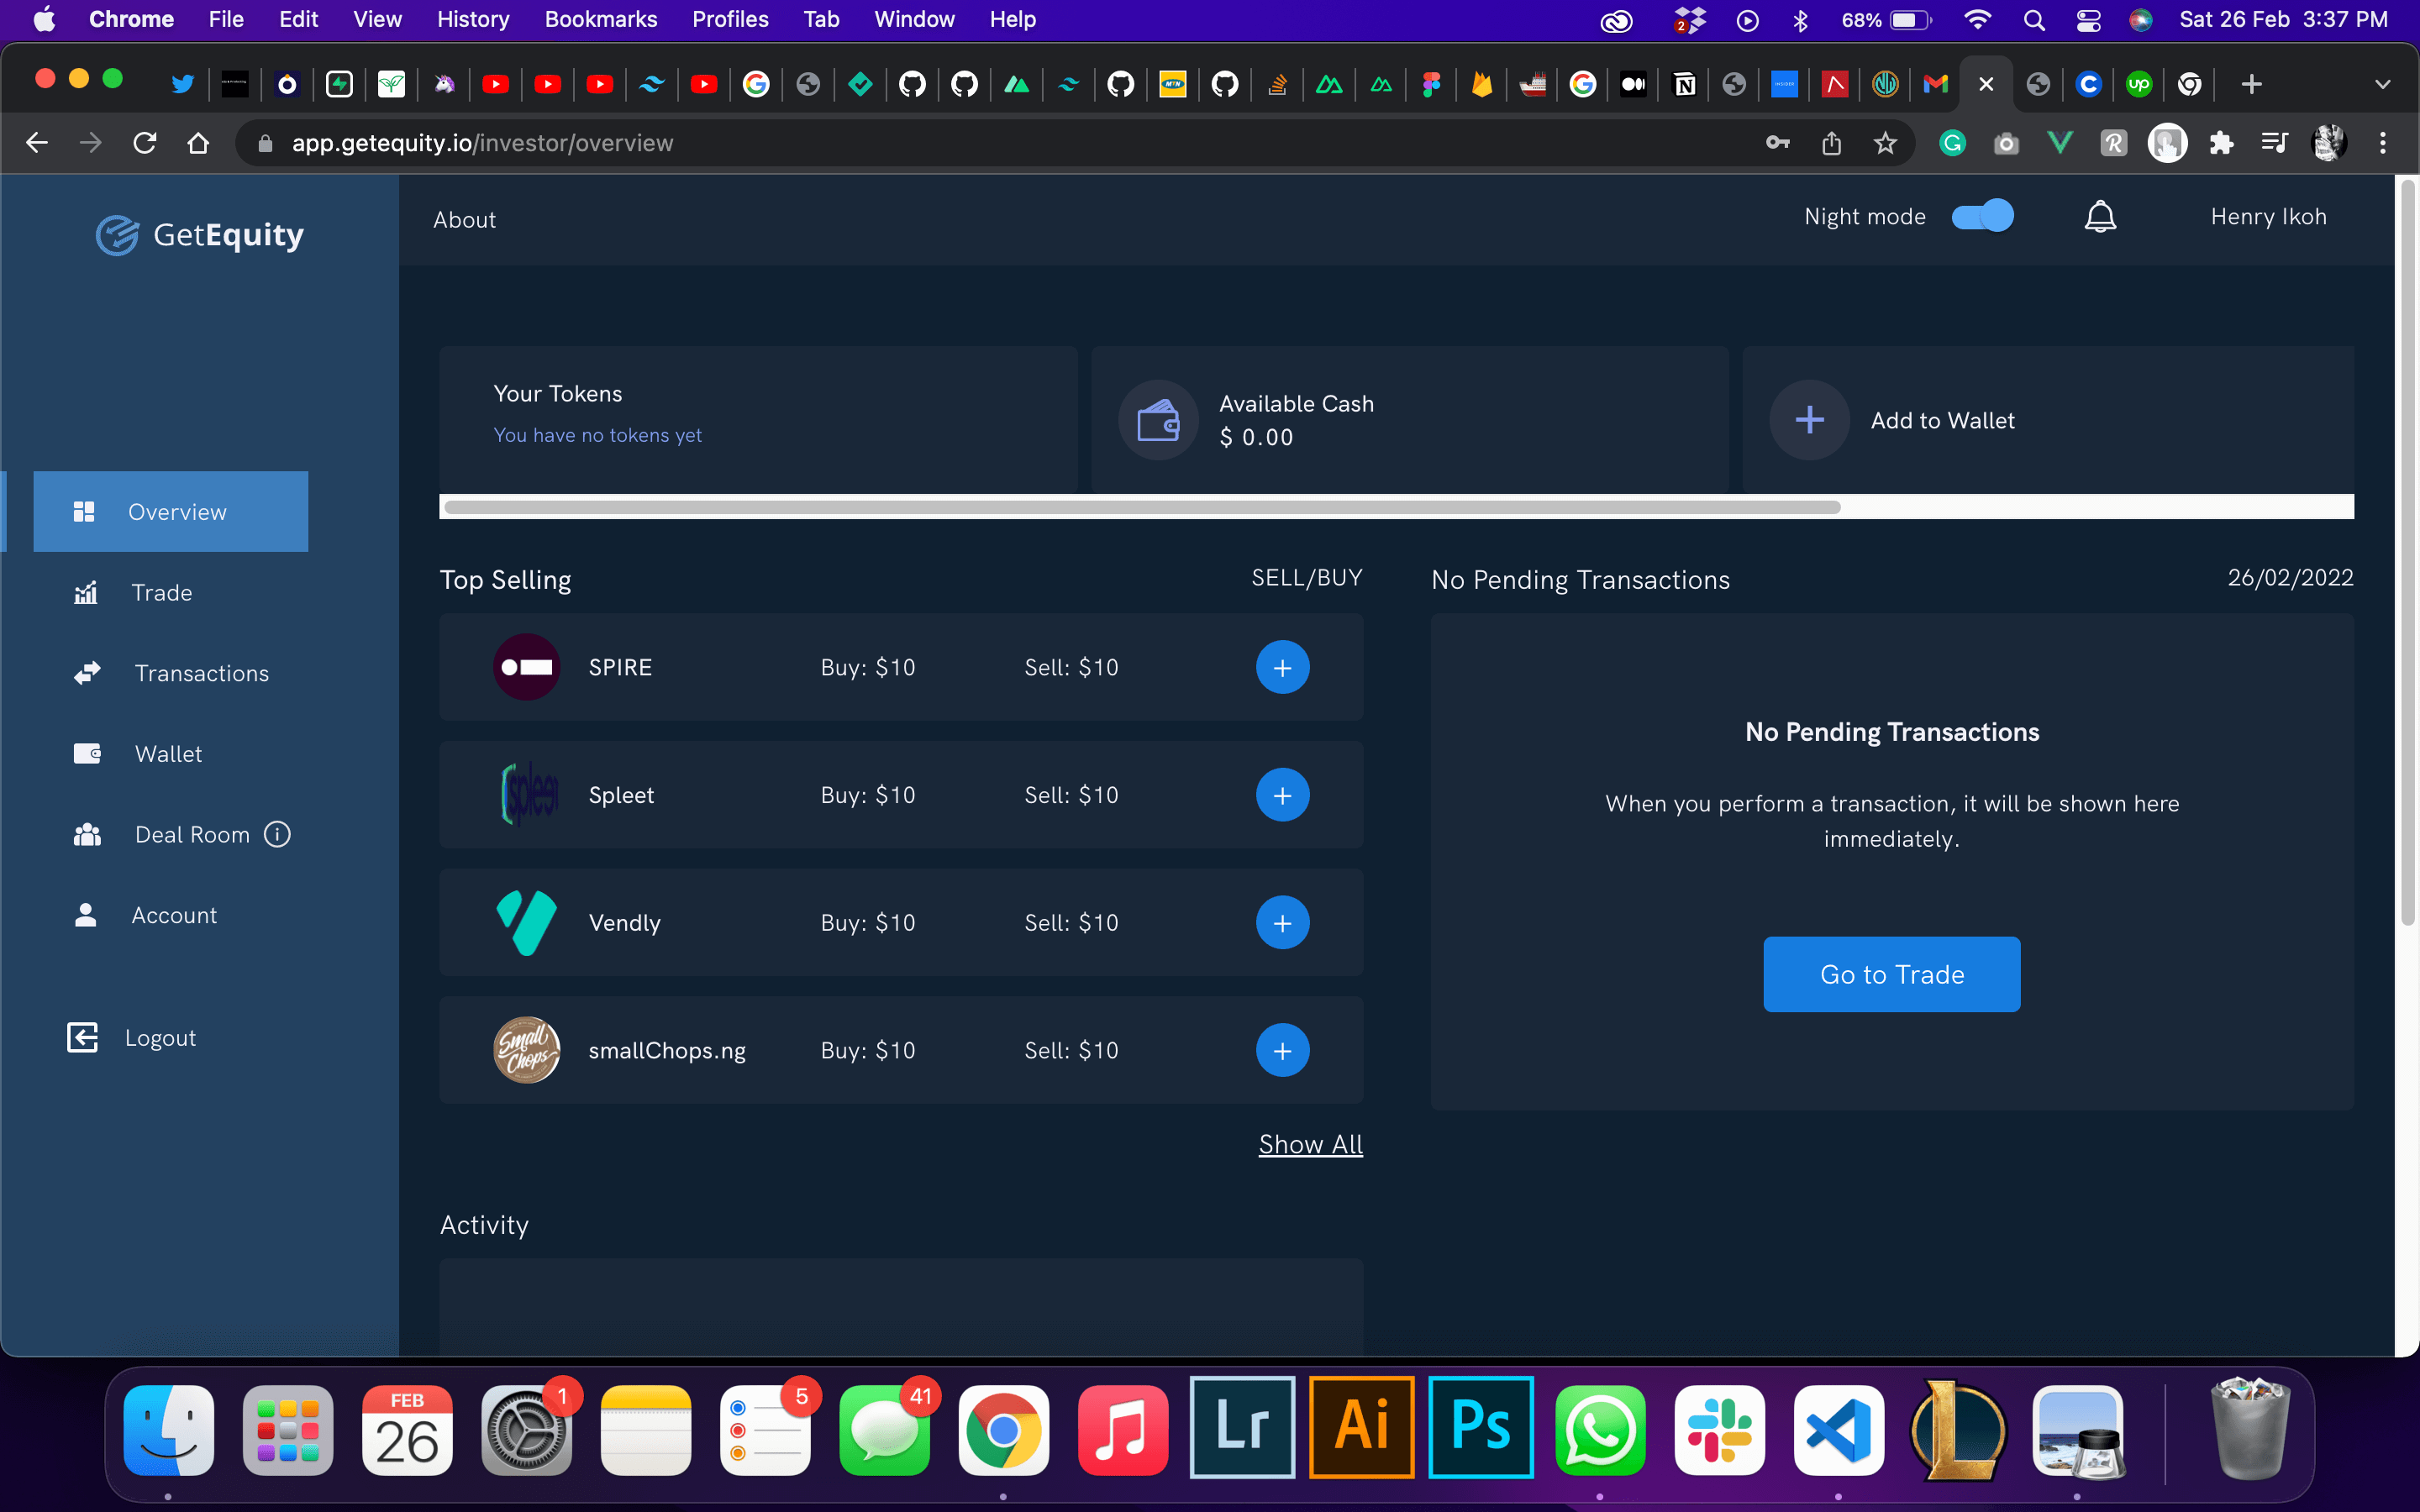 Chrome File Edit View History Bookmarks Profiles Tab Window Help
2
68%
Sat 26 Feb 3:37 PM
app.getequity.io/investor/overview
GetEquity
About
Night mode
Henry Ikoh
Your Tokens
You have no tokens yet
Available Cash
$ 0.00
Add to Wallet
Overview
Trade
Transactions
Wallet
Deal Room
Account
Logout
Top Selling
SELL/BUY
SPIRE Buy: $10 Sell: $10
Spleet Buy: $10 Sell: $10
Vendly Buy: $10 Sell: $10
Small Chops
smallChops.ng Buy: $10 Sell: $10
Show All
No Pending Transactions
26/02/2022
No Pending Transactions
When you perform a transaction, it will be shown here
immediately.
Go to Trade
Activity
FEB
26
1
5
41
Lr
Ai
Ps